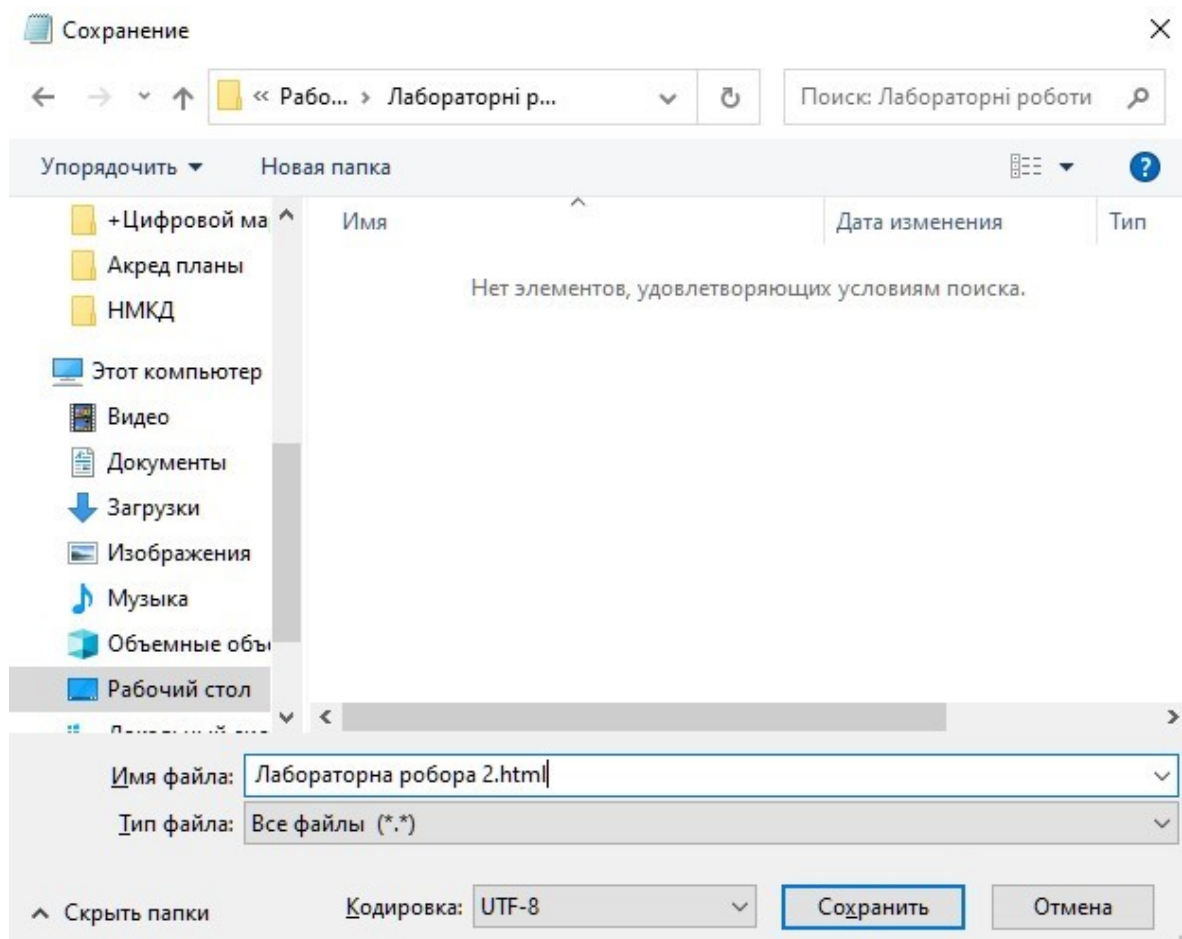 Сохранение
« Рабо... › Лабораторні р...
Поиск: Лабораторні роботи
Упорядочить
Новая папка
+Цифровой ма
Акред планы
НМКД
Этот компьютер
Видео
Документы
Загрузки
Изображения
Музыка
Объемные объ
Рабочий стол
Имя
Дата изменения
Тип
Нет элементов, удовлетворяющих условиям поиска.
Имя файла: Лабораторна робора 2.html
Тип файла: Все файлы (*.*)
Скрыть папки
Кодировка: UTF-8
Сохранить
Отмена